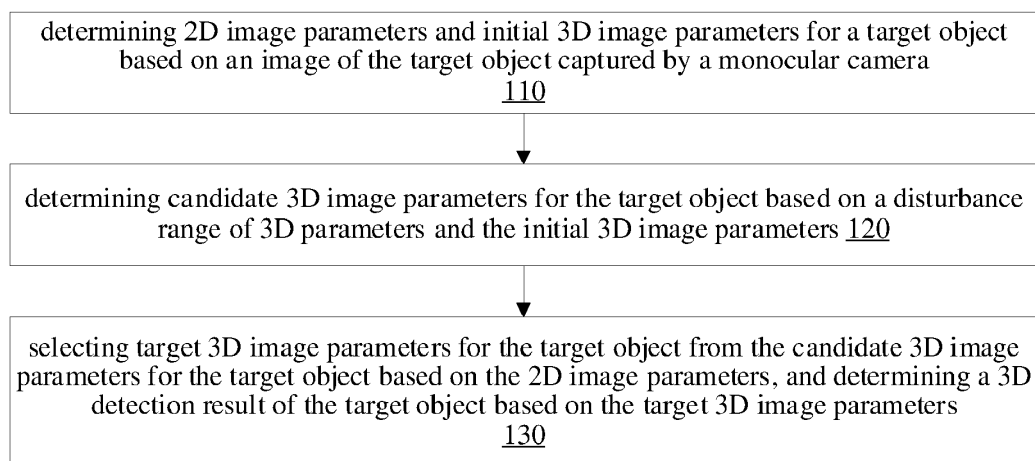 determining 2D image parameters and initial 3D image parameters for a target object
based on an image of the target object captured by a monocular camera
110
determining candidate 3D image parameters for the target object based on a disturbance
range of 3D parameters and the initial 3D image parameters 120
selecting target 3D image parameters for the target object from the candidate 3D image
parameters for the target object based on the 2D image parameters, and determining a 3D
detection result of the target object based on the target 3D image parameters
130